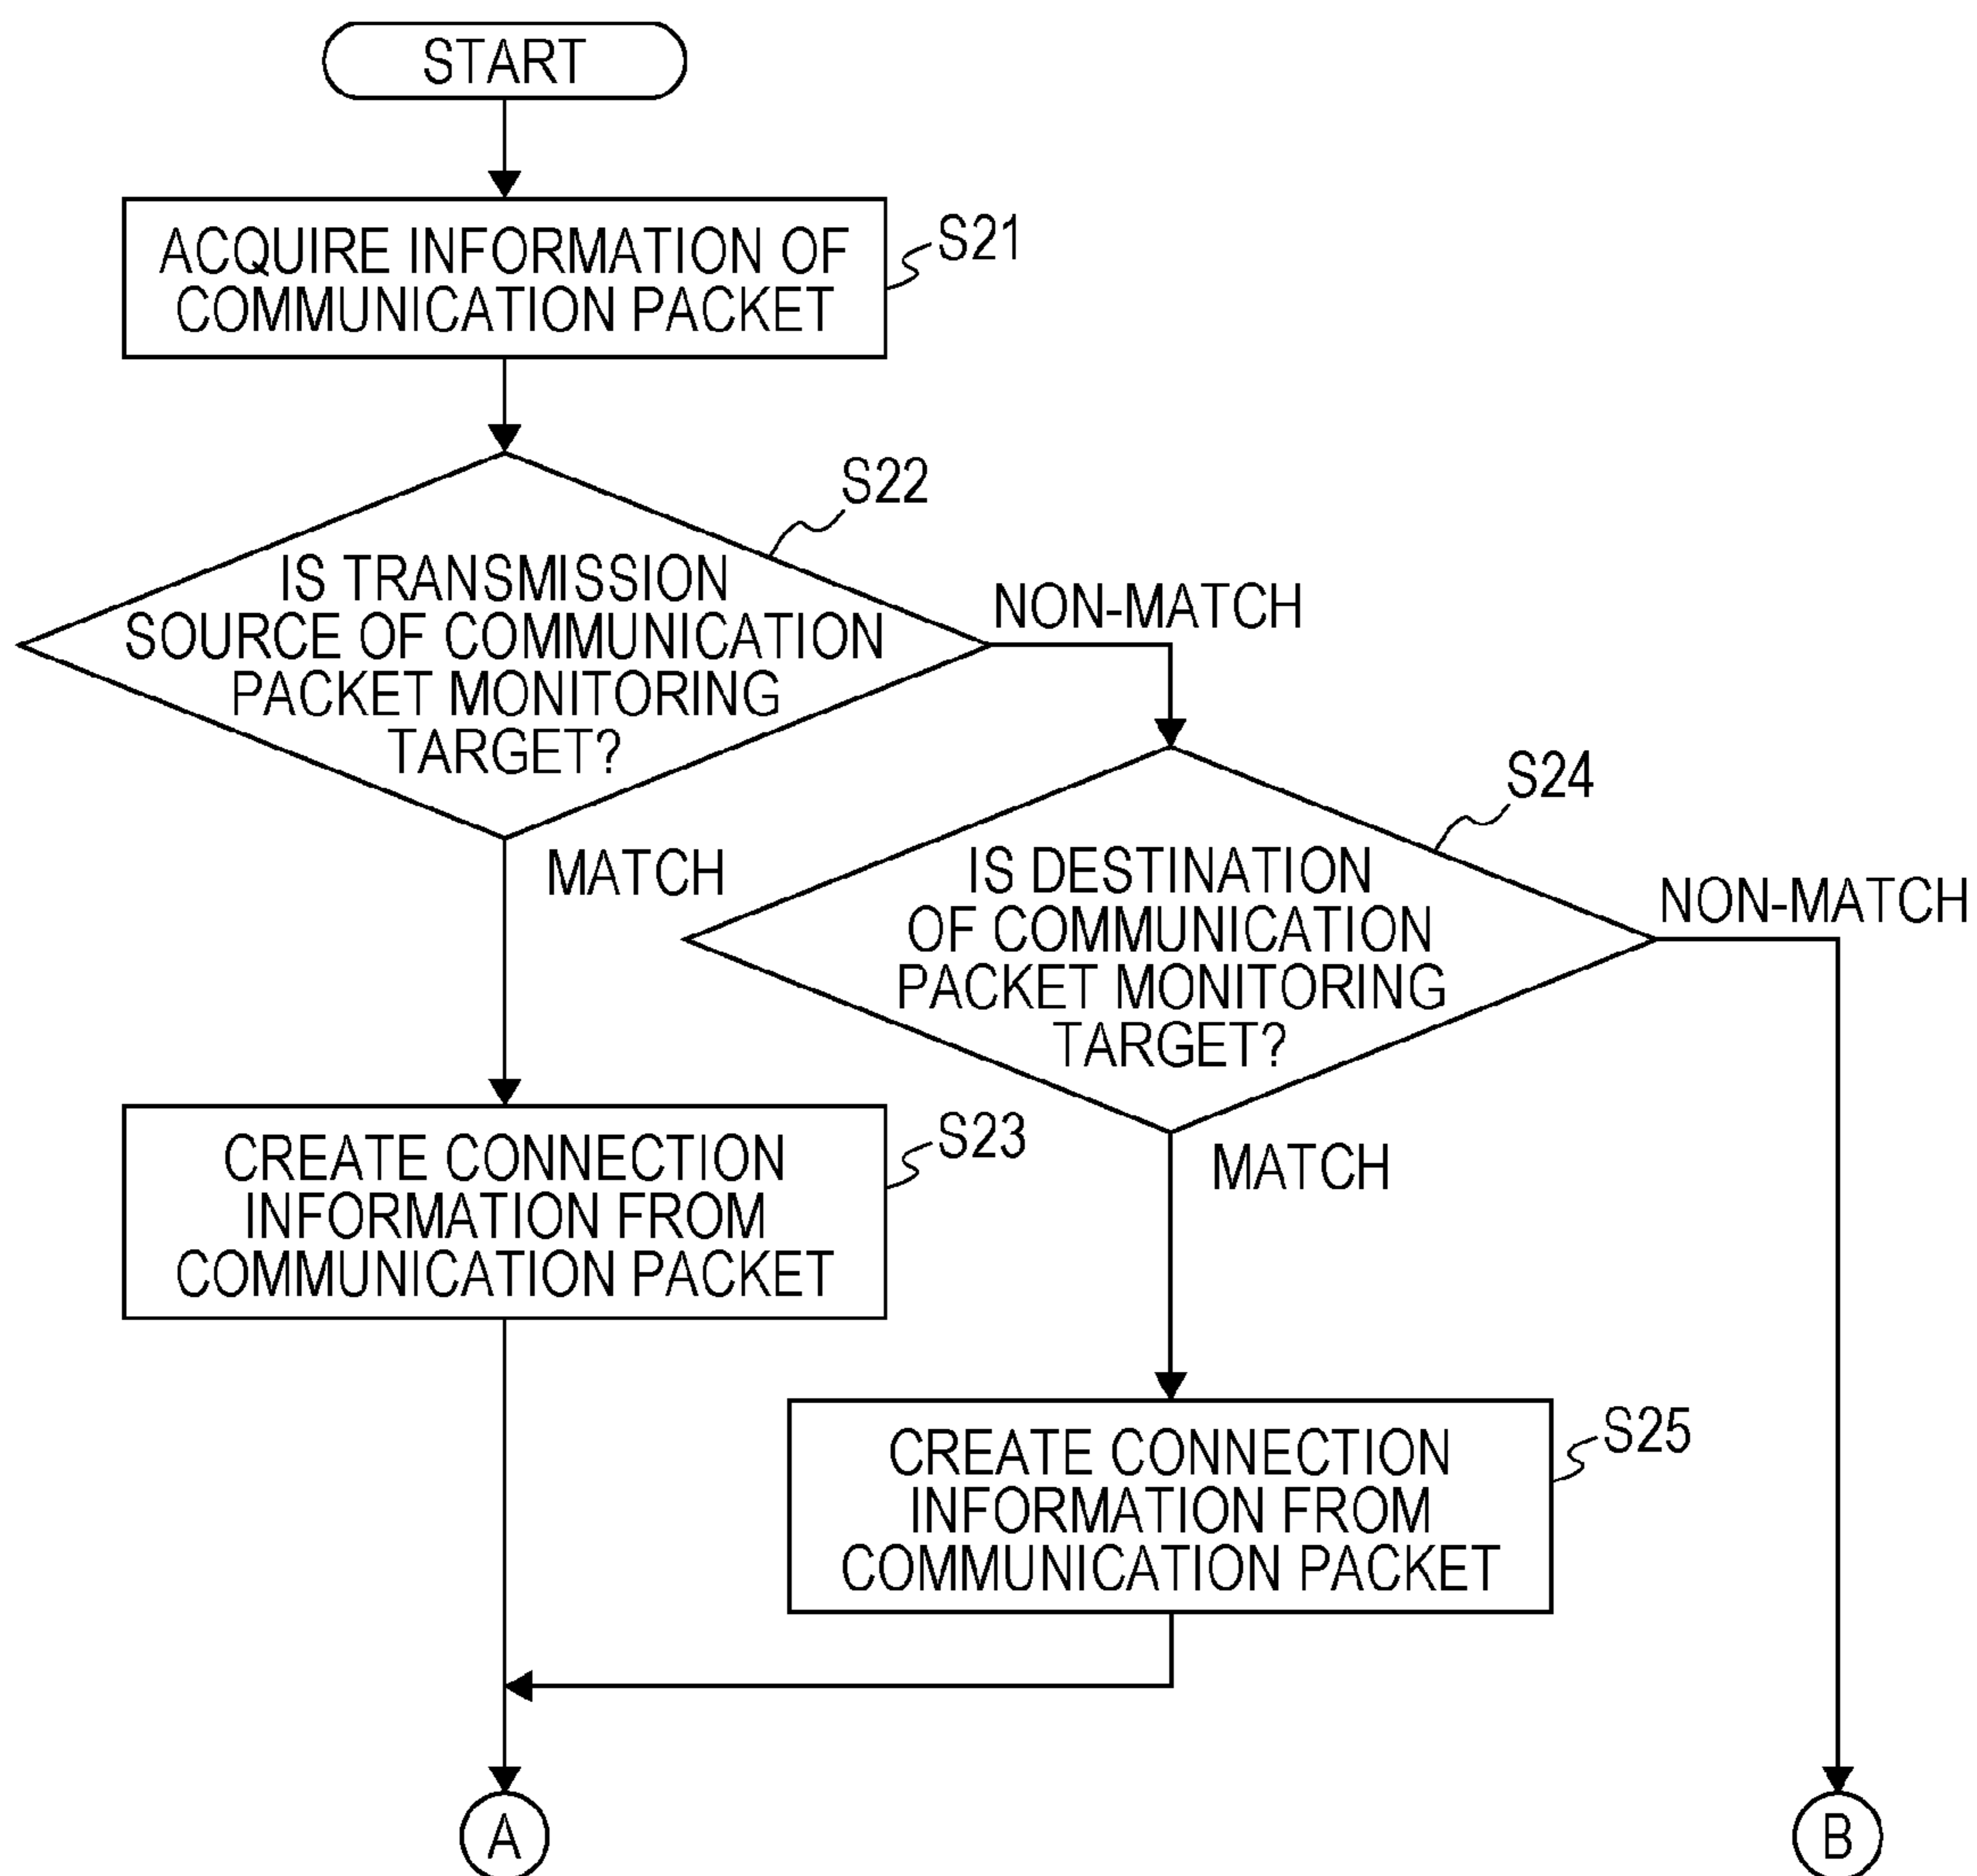 START
ACQUIRE INFORMATION OF
COMMUNICATION PACKET
S21
S22
IS TRANSMISSION
SOURCE OF COMMUNICATION
PACKET MONITORING
TARGET?
NON-MATCH
MATCH
S24
IS DESTINATION
OF COMMUNICATION
PACKET MONITORING
TARGET?
NON-MATCH
MATCH
S23
CREATE CONNECTION
INFORMATION FROM
COMMUNICATION PACKET
S25
CREATE CONNECTION
INFORMATION FROM
COMMUNICATION PACKET
A
B